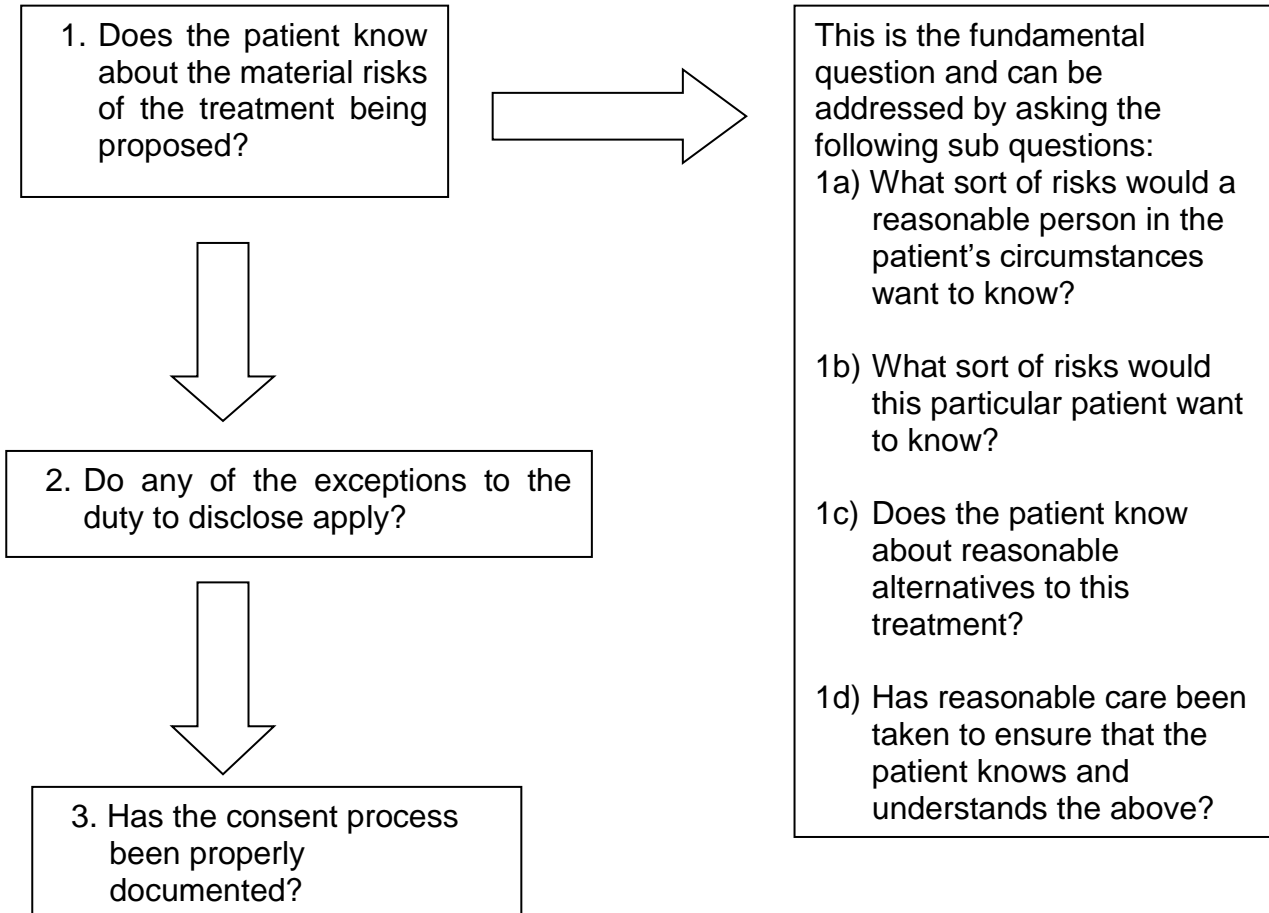 1. Does the patient know
about the material risks
of the treatment being
proposed?
This is the fundamental
question and can be
addressed by asking the
following sub questions:
1a) What sort of risks would a
reasonable person in the
patient’s circumstances
want to know?
1b) What sort of risks would
this particular patient want
to know?
1c) Does the patient know
about reasonable
alternatives to this
treatment?
1d) Has reasonable care been
taken to ensure that the
patient knows and
understands the above?
2. Do any of the exceptions to the
duty to disclose apply?
3. Has the consent process
been properly
documented?